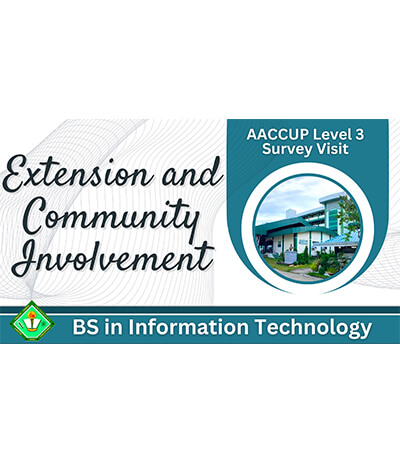 Extension and
Community
Involvement
AACCUP Level 3
Survey Visit
BS in Information Technology